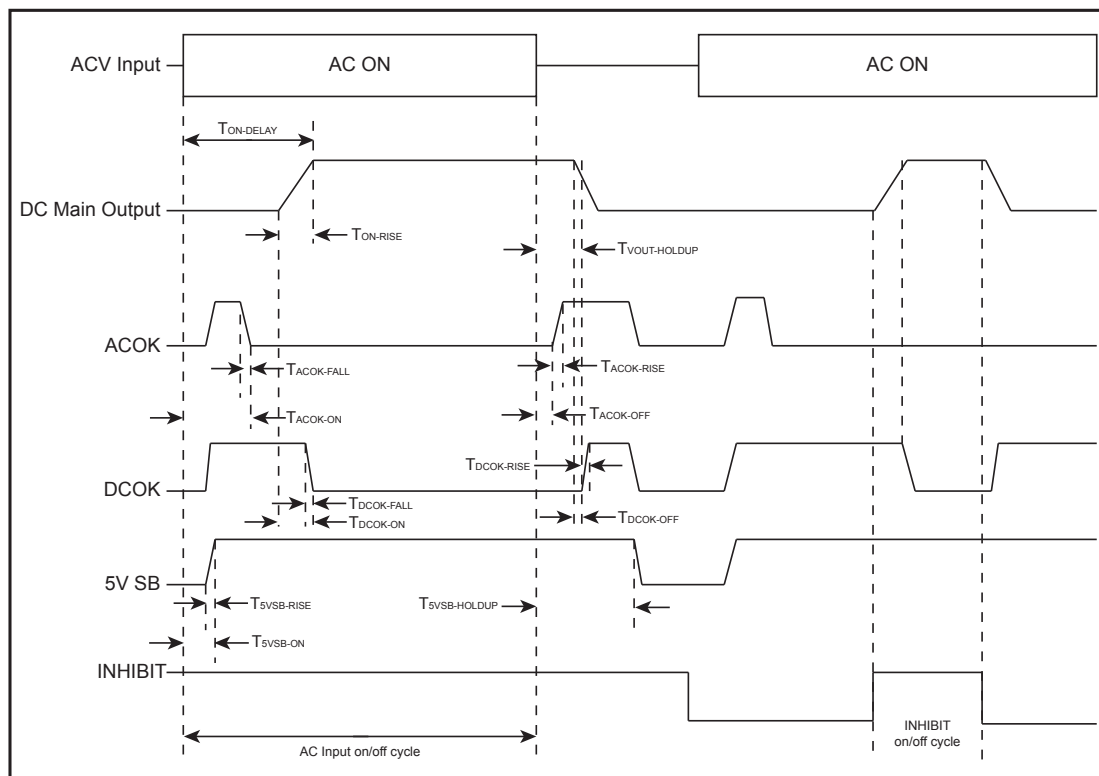 ACV Input
AC ON
AC ON
TON-DELAY
DC Main Output
TON-RISE
TVOUT-HOLDUP
ACOK
TACOK-FALL
TACOK-RISE
TACOK-ON
TACOK-OFF
DCOK
TDCOK-RISE
TDCOK-FALL
TDCOK-ON
TDCOK-OFF
5V SB
T5VSB-RISE
T5VSB-HOLDUP
T5VSB-ON
INHIBIT
AC Input on/off cycle
INHIBIT
on/off cycle